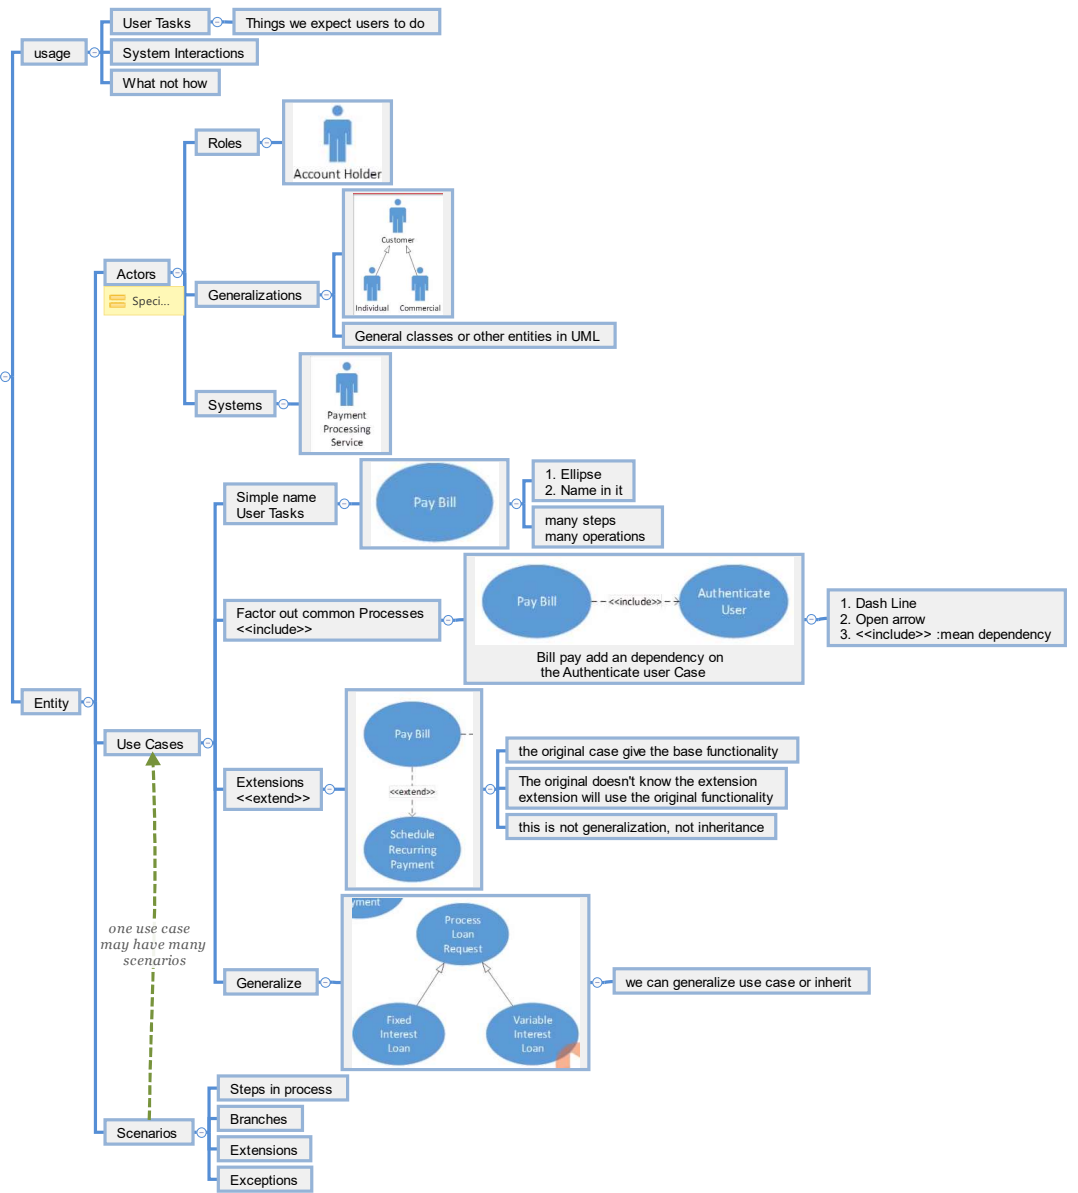 usage
User Tasks
Things we expect users to do
System Interactions
What not how
Entity
Actors
Speci...
Roles
Account Holder
Generalizations
Customer
Individual
Commercial
General classes or other entities in UML
Systems
Payment
Processing
Service
Use Cases
Simple name
User Tasks
Pay Bill
1. Ellipse
2. Name in it
many steps
many operations
Factor out common Processes
<<include>>
Pay Bill
<<include>>
Authenticate
User
Bill pay add an dependency on
the Authenticate user Case
1. Dash Line
2. Open arrow
3. <<include>> :mean dependency
Extensions
<<extend>>
Pay Bill
<<extend>>
Schedule
Recurring
Payment
the original case give the base functionality
The original doesn't know the extension
extension will use the original functionality
this is not generalization, not inheritance
Generalize
yment
Process
Loan
Request
Fixed
Interest
Loan
Variable
Interest
Loan
we can generalize use case or inherit
one use case
may have many
scenarios
Scenarios
Steps in process
Branches
Extensions
Exceptions